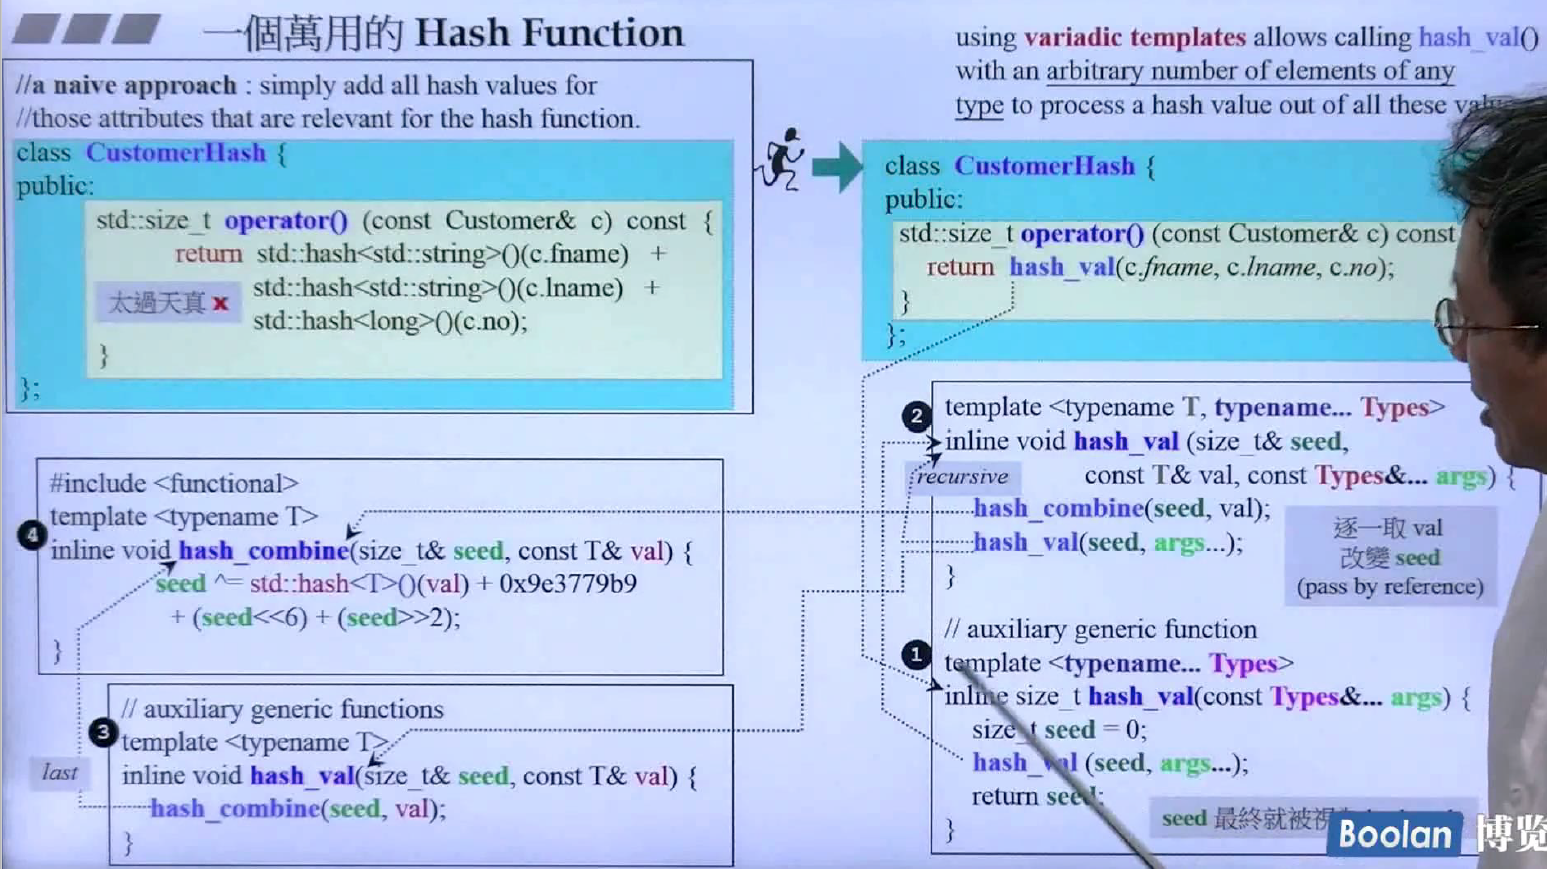 一個萬用的 Hash Function
//a naive approach : simply add all hash values for
//those attributes that are relevant for the hash function.
class CustomerHash {
public:
std::size_t operator() (const Customer& c) const {
return std::hash<std::string>()(c.fname) +
std::hash<std::string>()(c.lname) +
太過天真 x
std::hash<long>()(c.no);
}
};
using variadic templates allows calling hash_val()
with an arbitrary number of elements of any
type to process a hash value out of all these
class CustomerHash {
public:
std::size_t operator() (const Customer& c) const
return hash_val(c.fname, c.lname, c.no);
}
};
2
template <typename T, typename... Types>
inline void hash_val (size_t& seed,
const T& val, const Types&... args) {
recursive
hash_combine(seed, val);
hash_val(seed, args...);
}
逐一取 val
改變 seed
(pass by reference)
1
// auxiliary generic function
template <typename... Types>
inline size_t hash_val(const Types&... args) {
size_t seed = 0;
hash_val (seed, args...);
return seed;
}
seed 最終就被視
4
#include <functional>
template <typename T>
inline void hash_combine(size_t& seed, const T& val) {
seed ^= std::hash<T>()(val) + 0x9e3779b9
+ (seed<<6) + (seed>>2);
}
3
// auxiliary generic functions
template <typename T>
inline void hash_val(size_t& seed, const T& val) {
last
hash_combine(seed, val);
}
Boolan 博览